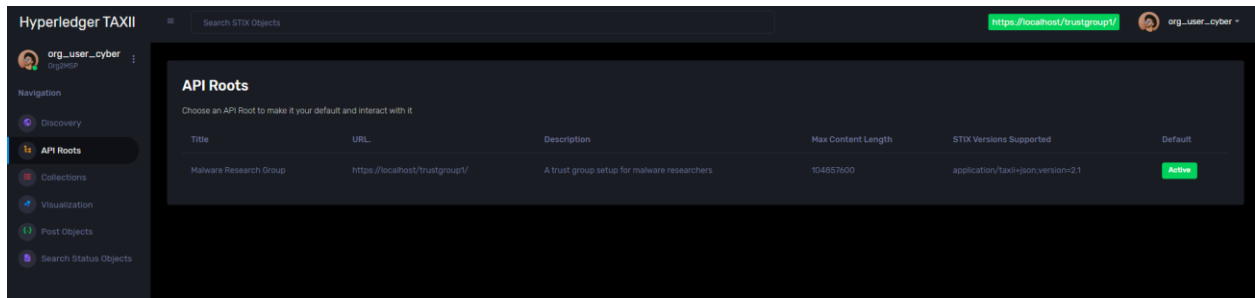 Hyperledger TAXII
Search STIX Objects
https://localhost/trustgroup1/
org_user_cyber
org_user_cyber
Org2MSP
Navigation
Discovery
API Roots
Collections
Visualization
Post Objects
Search Status Objects
API Roots
Choose an API Root to make it your default and interact with it
Title URL. Description Max Content Length STIX Versions Supported Default
Malware Research Group https://localhost/trustgroup1/ A trust group setup for malware researchers 104857600 application/taxii+json;version=2.1 Active